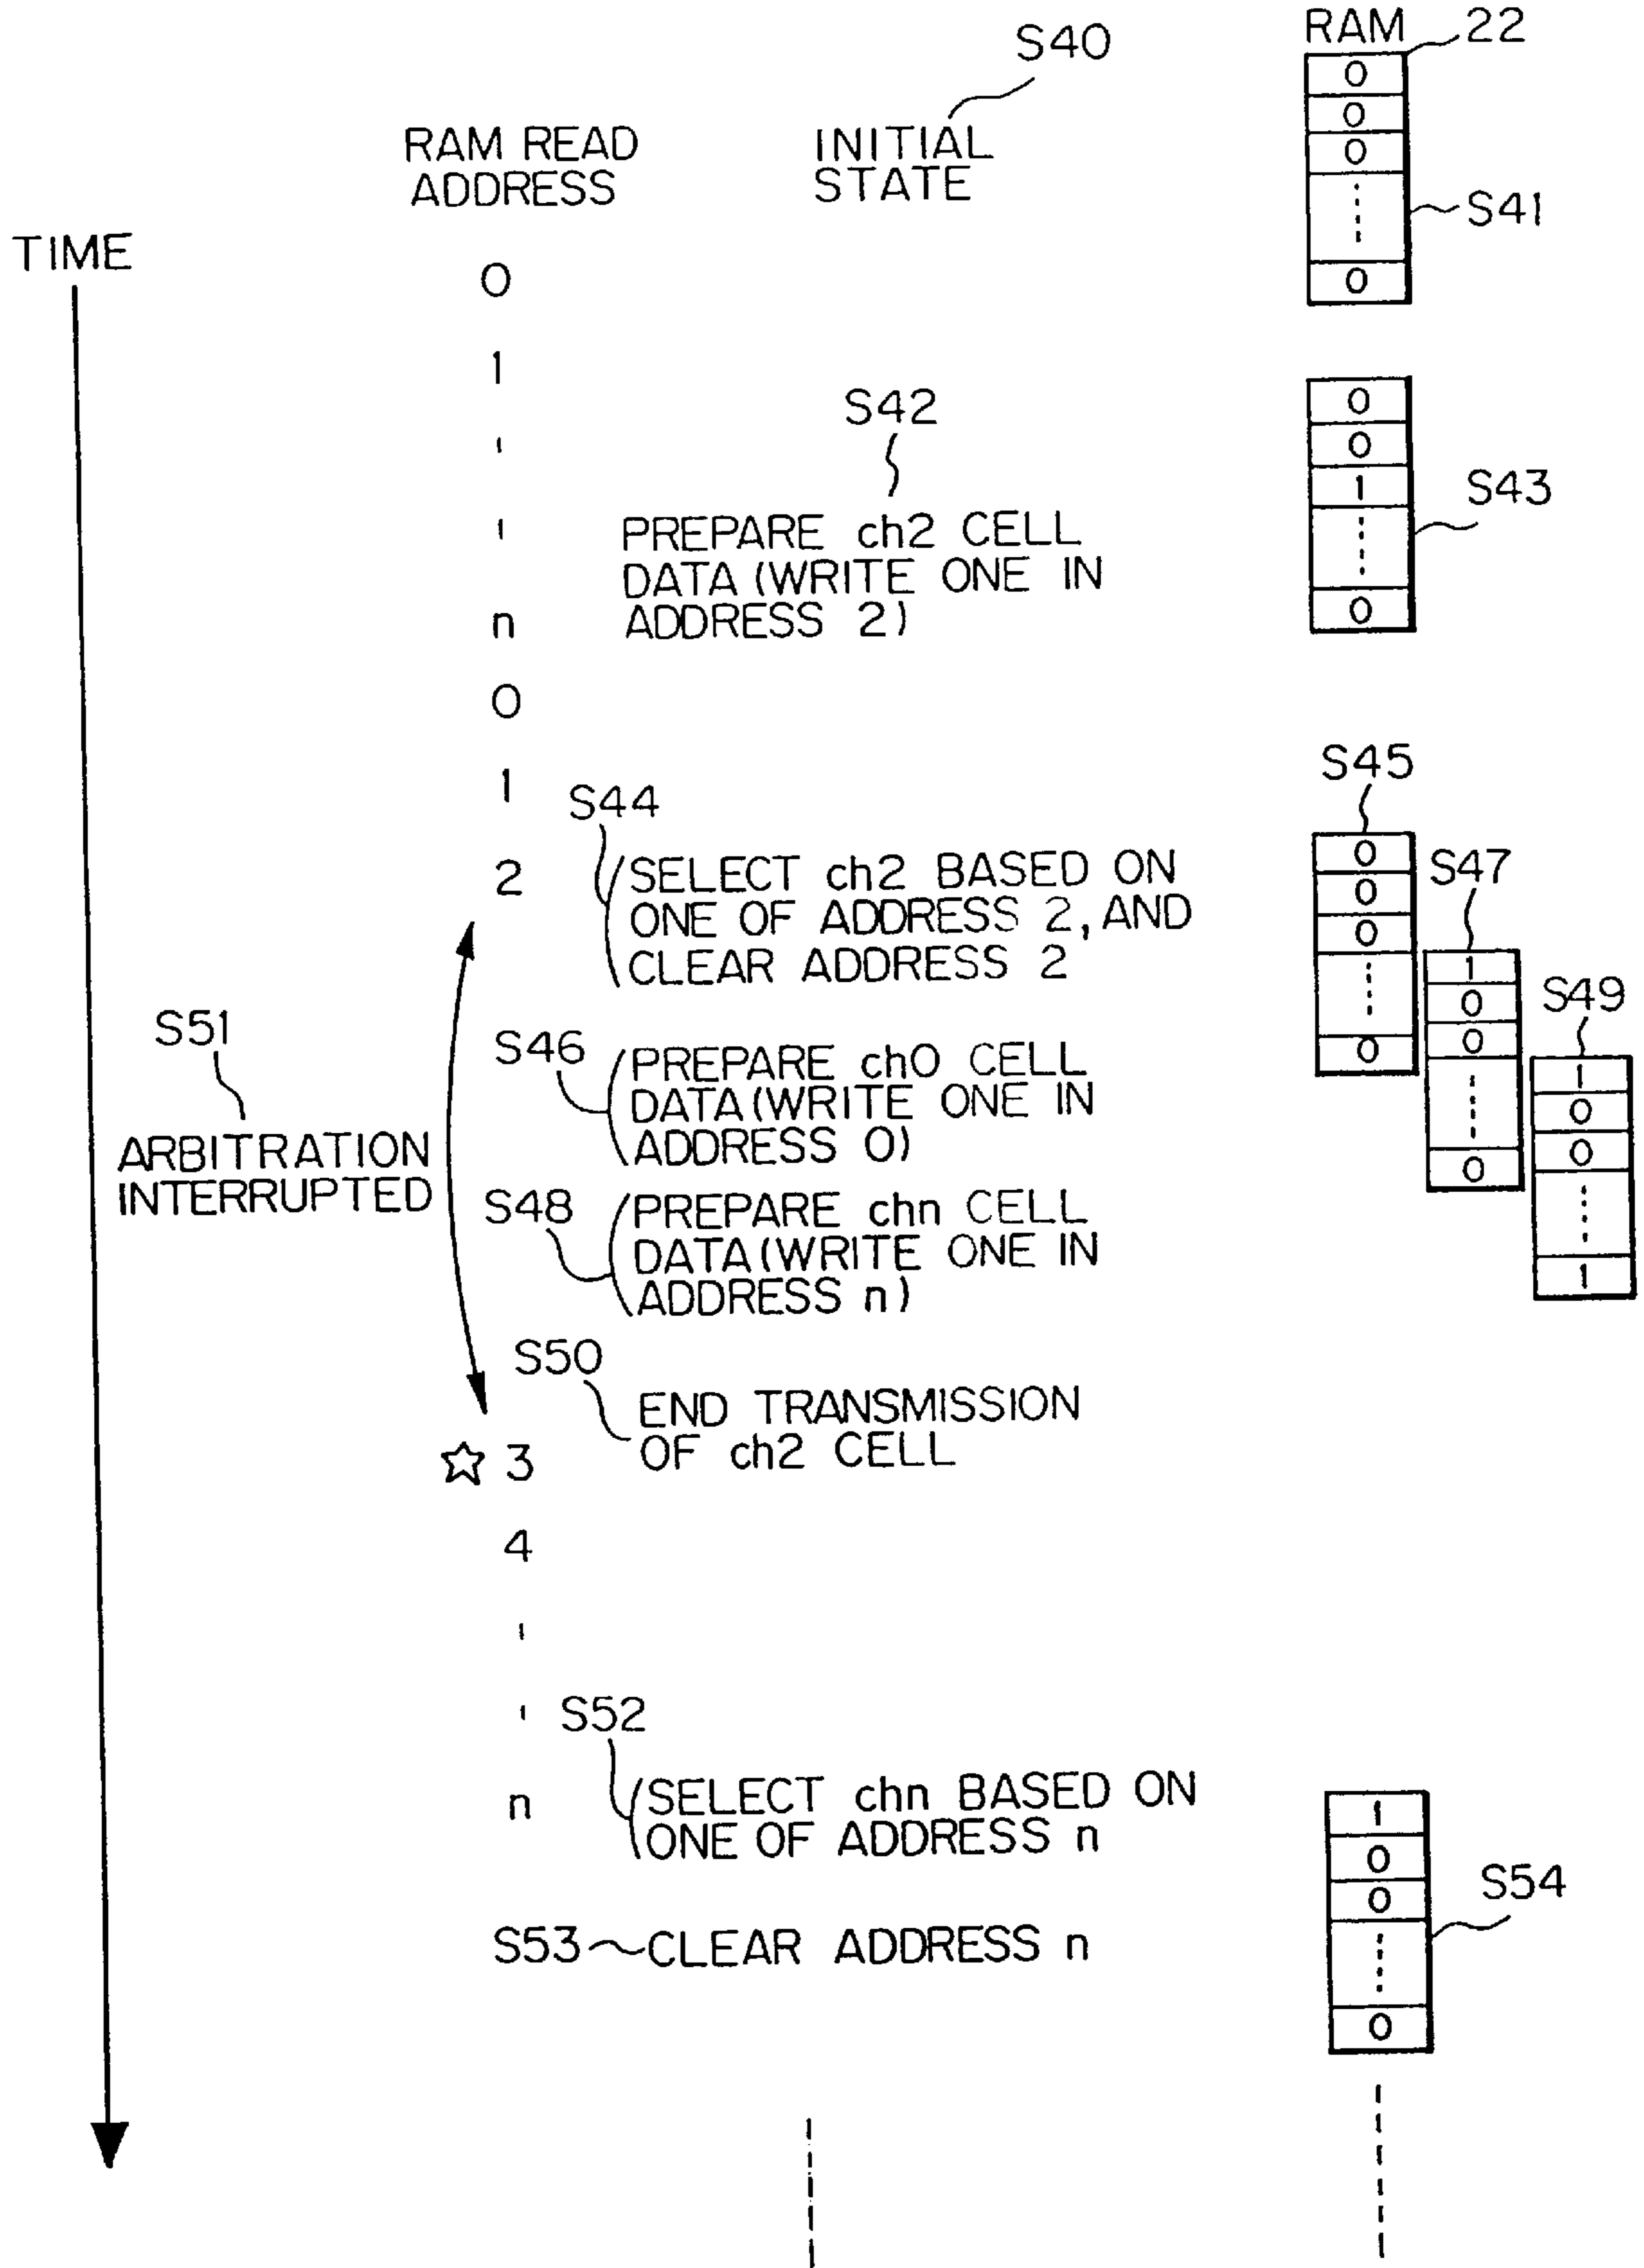 RAM
22
S40
RAM READ
ADDRESS
INITIAL
STATE
0
0
0
0
S41
TIME
0
1
n
S42
PREPARE ch2 CELL
DATA (WRITE ONE IN
ADDRESS 2)
0
0
1
0
S43
0
1
2
S44
SELECT ch2 BASED ON
ONE OF ADDRESS 2, AND
CLEAR ADDRESS 2
S45
0
0
0
0
S47
1
0
0
0
S49
1
0
0
1
S51
ARBITRATION
INTERRUPTED
S46
PREPARE ch0 CELL
DATA (WRITE ONE IN
ADDRESS 0)
S48
PREPARE chn CELL
DATA (WRITE ONE IN
ADDRESS n)
S50
END TRANSMISSION
OF ch2 CELL
☆ 3
4
n
S52
SELECT chn BASED ON
ONE OF ADDRESS n
S53
CLEAR ADDRESS n
1
0
0
0
S54